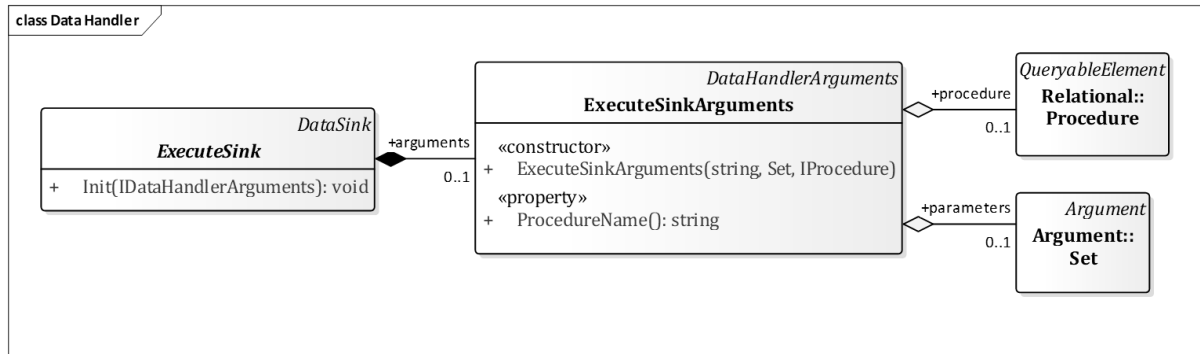 class Data Handler
DataSink
ExecuteSink
+ Init(IDataHandlerArguments): void
+arguments
0..1
DataHandlerArguments
ExecuteSinkArguments
«constructor»
+ ExecuteSinkArguments(string, Set, IProcedure)
«property»
+ ProcedureName(): string
+procedure
0..1
QueryableElement
Relational::
Procedure
+parameters
0..1
Argument
Argument::
Set